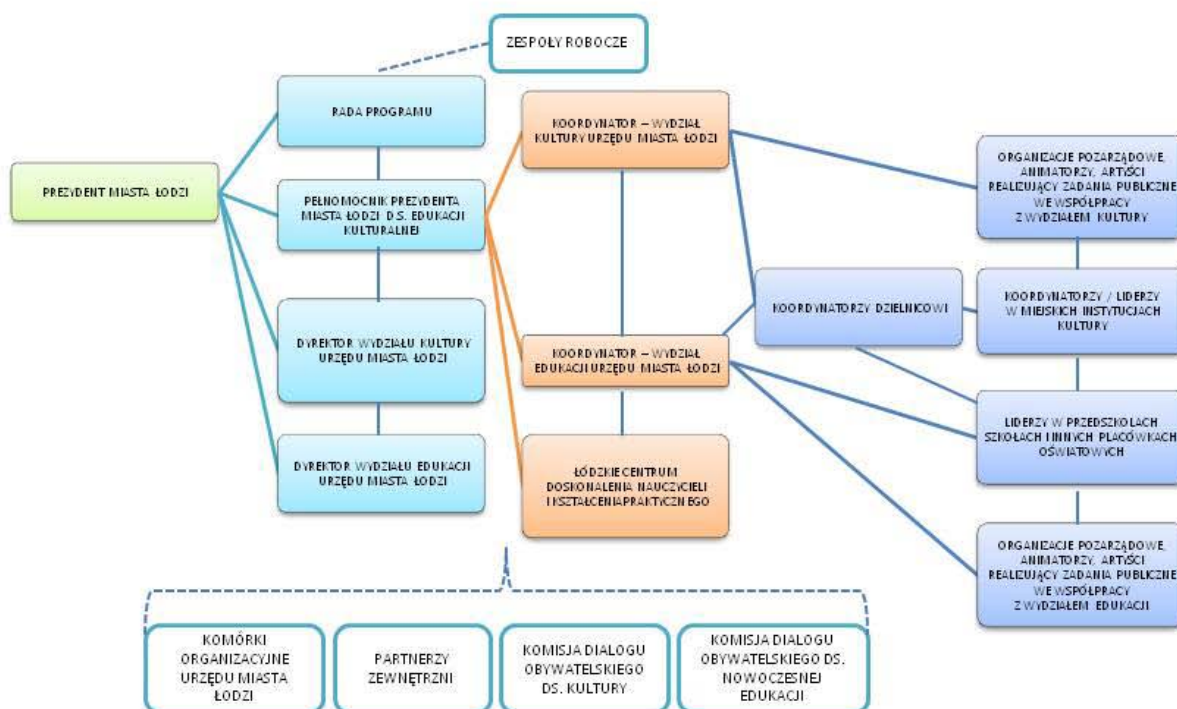 ZESPOŁY ROBOCZE
RADA PROGRAMU
PREZYDENT MIASTA ŁODZI
PEŁNOMOCNIK PREZYDENTA
MIASTA ŁODZI D.S. EDUKACJI
KULTURALNEJ
DYREKTOR WYDZIAŁU KULTURY
URZĘDU MIASTA ŁODZI
DYREKTOR WYDZIAŁU EDUKACJI
URZĘDU MIASTA ŁODZI
KOORDYNATOR – WYDZIAŁ
KULTURY URZĘDU MIASTA ŁODZI
KOORDYNATOR – WYDZIAŁ
EDUKACJI URZĘDU MIASTA ŁODZI
ŁÓDZKIE CENTRUM
DOSKONALENIA NAUCZYCIELI
I KSZTAŁCENIA PRAKTYCZNEGO
KOORDYNATORZY DZIELNICOWI
ORGANIZACJE POZARZĄDOWE,
ANIMATORZY, ARTYŚCI
REALIZUJĄCY ZADANIA PUBLICZNE
WE WSPÓŁPRACY
Z WYDZIAŁEM KULTURY
KOORDYNATORZY / LIDERZY
W MIEJSKICH INSTYTUCJACH
KULTURY
LIDERZY W PRZEDSZKOLACH
SZKOŁACH I INNYCH PLACÓWKACH
OŚWIATOWYCH
ORGANIZACJE POZARZĄDOWE,
ANIMATORZY, ARTYŚCI
REALIZUJĄCY ZADANIA PUBLICZNE
WE WSPÓŁPRACY
Z WYDZIAŁEM EDUKACJI
KOMÓRKI
ORGANIZACYJNE
URZĘDU MIASTA
ŁODZI
PARTNERZY
ZEWNĘTRZNI
KOMISJA DIALOGU
OBYWATELSKIEGO
DS. KULTURY
KOMISJA DIALOGU
OBYWATELSKIEGO DS.
NOWOCZESNEJ
EDUKACJI